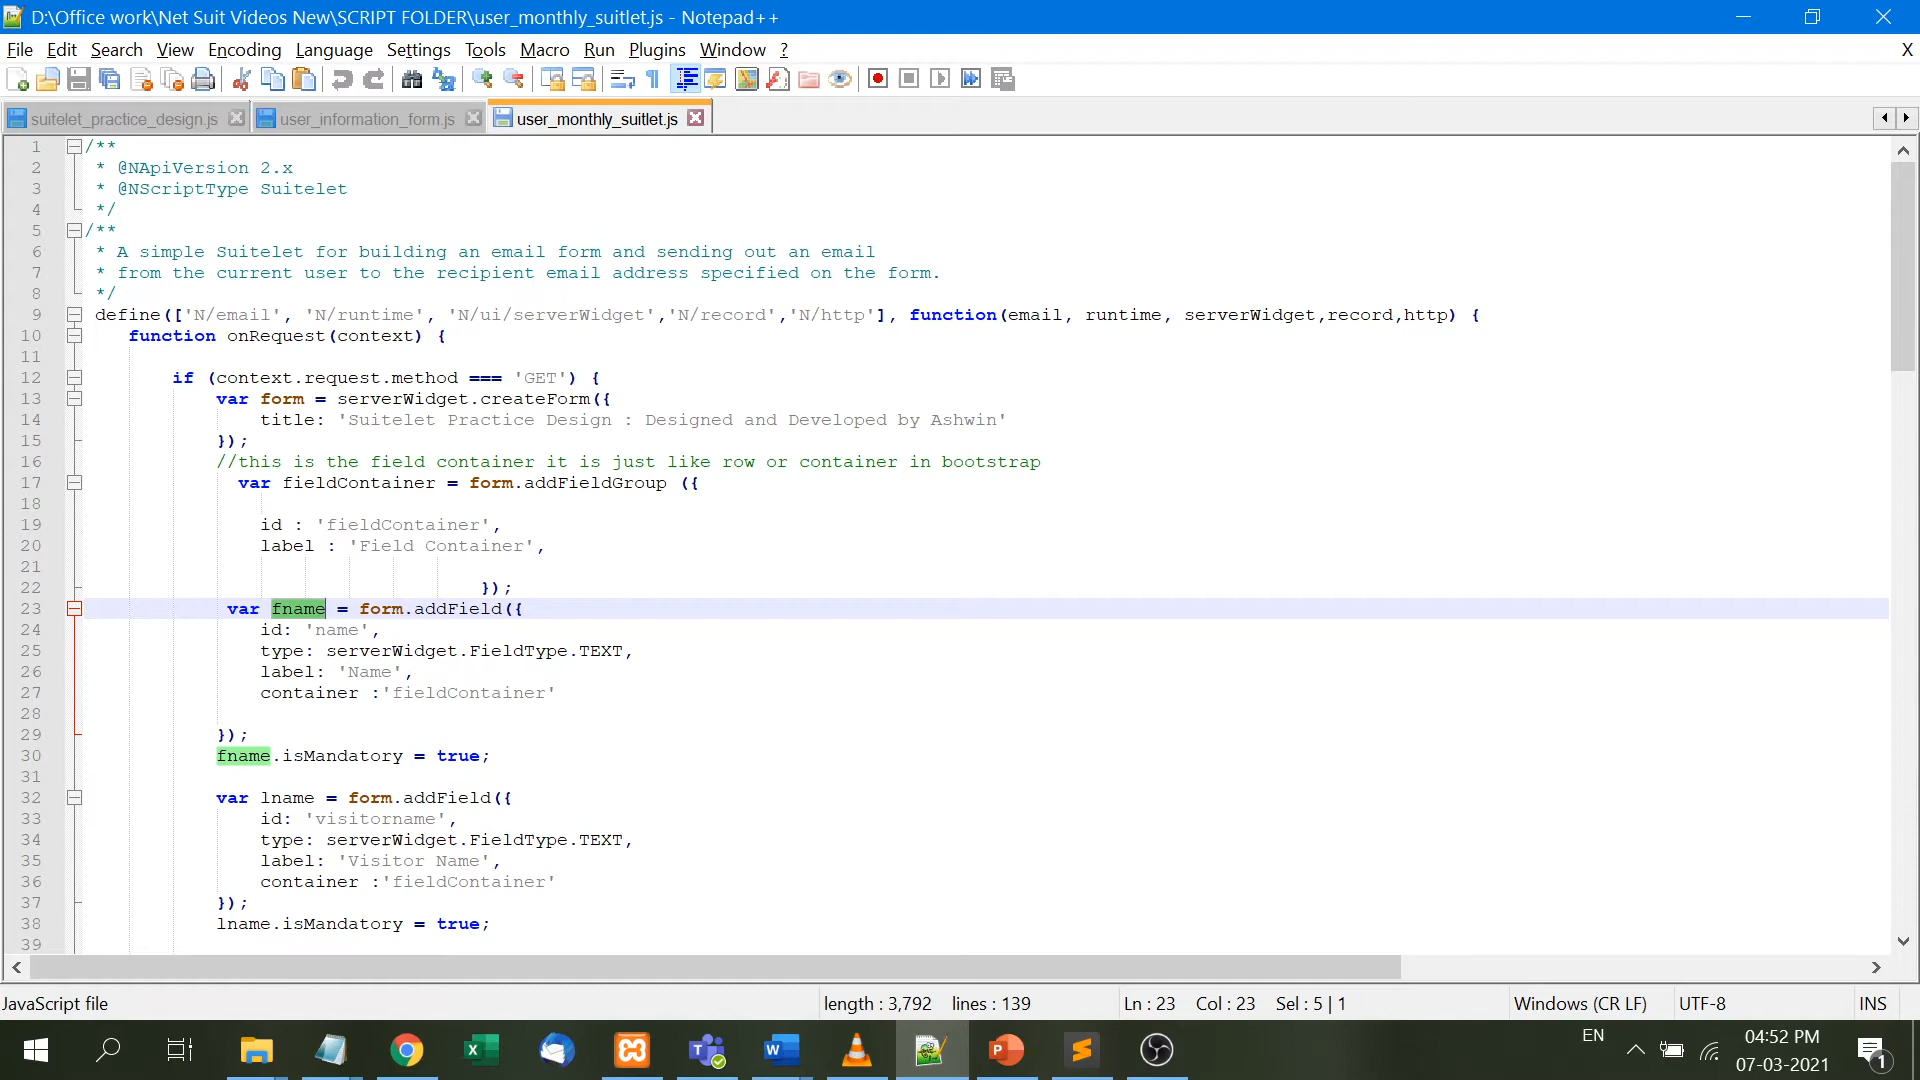 D:\Office work\Net Suit Videos New\SCRIPT FOLDER\user_monthly_suitlet.js - Notepad++
File Edit Search View Encoding Language Settings Tools Macro Run Plugins Window ? X
suitelet_practice_design.js user_information_form.js user_monthly_suitlet.js
1 /**
2 * @NApiVersion 2.x
3 * @NScriptType Suitelet
4 */
5 /**
6 * A simple Suitelet for building an email form and sending out an email
7 * from the current user to the recipient email address specified on the form.
8 */
9 define(['N/email', 'N/runtime', 'N/ui/serverWidget','N/record','N/http'], function(email, runtime, serverWidget,record,http) {
10 function onRequest(context) {
11
12 if (context.request.method === 'GET') {
13 var form = serverWidget.createForm({
14 title: 'Suitelet Practice Design : Designed and Developed by Ashwin'
15 });
16 //this is the field container it is just like row or container in bootstrap
17 var fieldContainer = form.addFieldGroup ({
18
19 id : 'fieldContainer',
20 label : 'Field Container',
21
22 });
23 var fname = form.addField({
24 id: 'name',
25 type: serverWidget.FieldType.TEXT,
26 label: 'Name',
27 container :'fieldContainer'
28
29 });
30 fname.isMandatory = true;
31
32 var lname = form.addField({
33 id: 'visitorname',
34 type: serverWidget.FieldType.TEXT,
35 label: 'Visitor Name',
36 container :'fieldContainer'
37 });
38 lname.isMandatory = true;
39
JavaScript file length : 3,792 lines : 139 Ln : 23 Col : 23 Sel : 5 | 1 Windows (CR LF) UTF-8 INS
EN 04:52 PM
07-03-2021 1